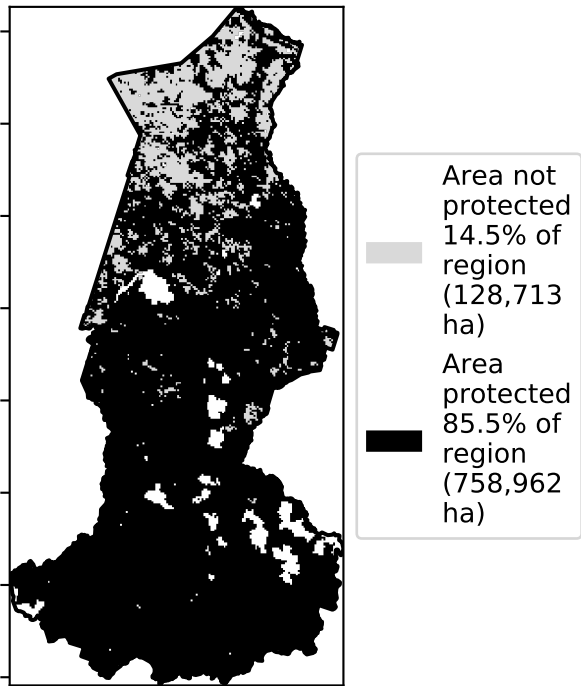 Area not
protected
14.5% of
region
(128,713
ha)
Area
protected
85.5% of
region
(758,962
ha)